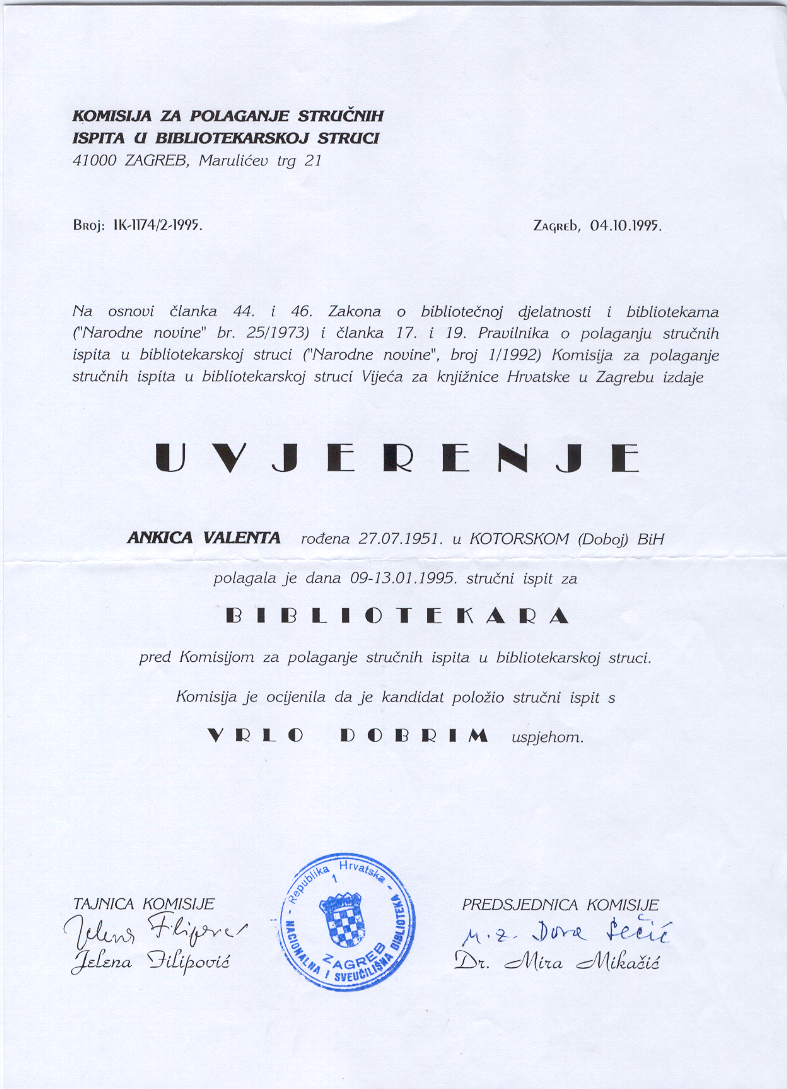 KOMISIJA ZA POLAGANJE STRUČNIH
ISPITA U BIBLIOTEKARSKOJ STRUCI
41000 ZAGREB, Marulićev trg 21
Broj: IK-1174/2-1995.
Zagreb, 04.10.1995.
Na osnovi članka 44. i 46. Zakona o bibliotečnoj djelatnosti i bibliotekama
("Narodne novine" br. 25/1973) i članka 17. i 19. Pravilnika o polaganju stručnih
ispita u bibliotekarskoj struci ("Narodne novine", broj 1/1992) Komisija za polaganje
stručnih ispita u bibliotekarskoj struci Vijeća za knjižnice Hrvatske u Zagrebu izdaje
UVJERENJE
ANKICA VALENTA rođena 27.07.1951. u KOTORSKOM (Doboj) BiH
polagala je dana 09-13.01.1995. stručni ispit za
BIBLIOTEKARA
pred Komisijom za polaganje stručnih ispita u bibliotekarskoj struci.
Komisija je ocijenila da je kandidat položio stručni ispit s
VRLO DOBRIM uspjehom.
TAJNICA KOMISIJE
Jelena Filipović
Jelena Filipović
- Republika Hrvatska -
1
NACIONALNA I SVEUČILIŠNA BIBLIOTEKA
ZAGREB
PREDSJEDNICA KOMISIJE
u.z. Dora Sečić
Dr. Mira Mikačić